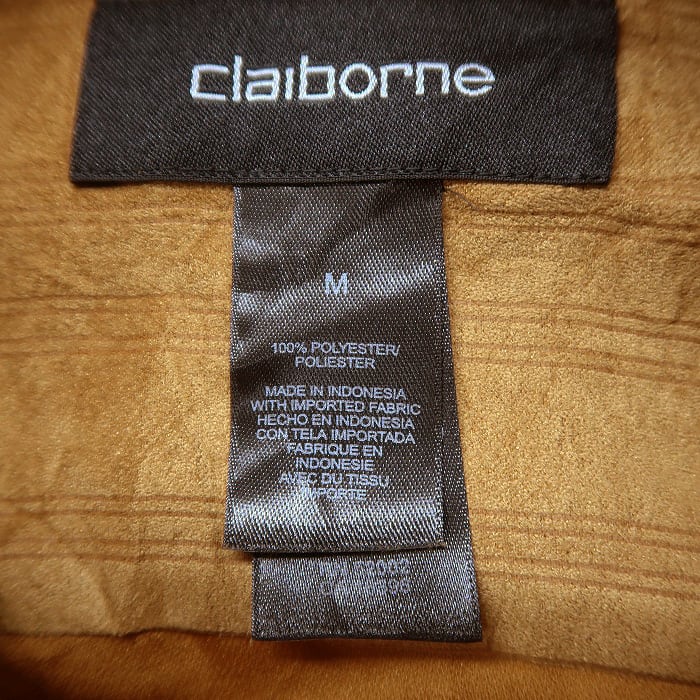 claiborne
M
100% POLYESTER/
POLIESTER
MADE IN INDONESIA
WITH IMPORTED FABRIC
HECHO EN INDONESIA
CON TELA IMPORTADA
FABRIQUE EN
INDONESIE
AVEC DU TISSU
IMPORTE